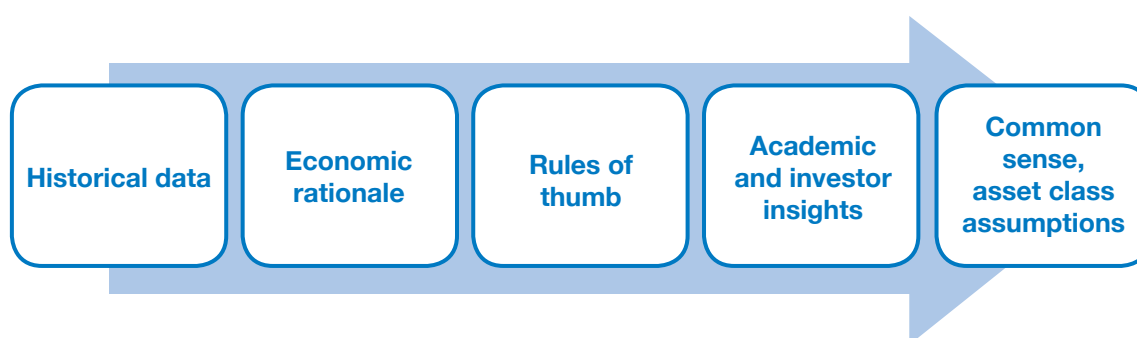 Historical data
Economic
rationale
Rules of
thumb
Academic
and investor
insights
Common
sense,
asset class
assumptions